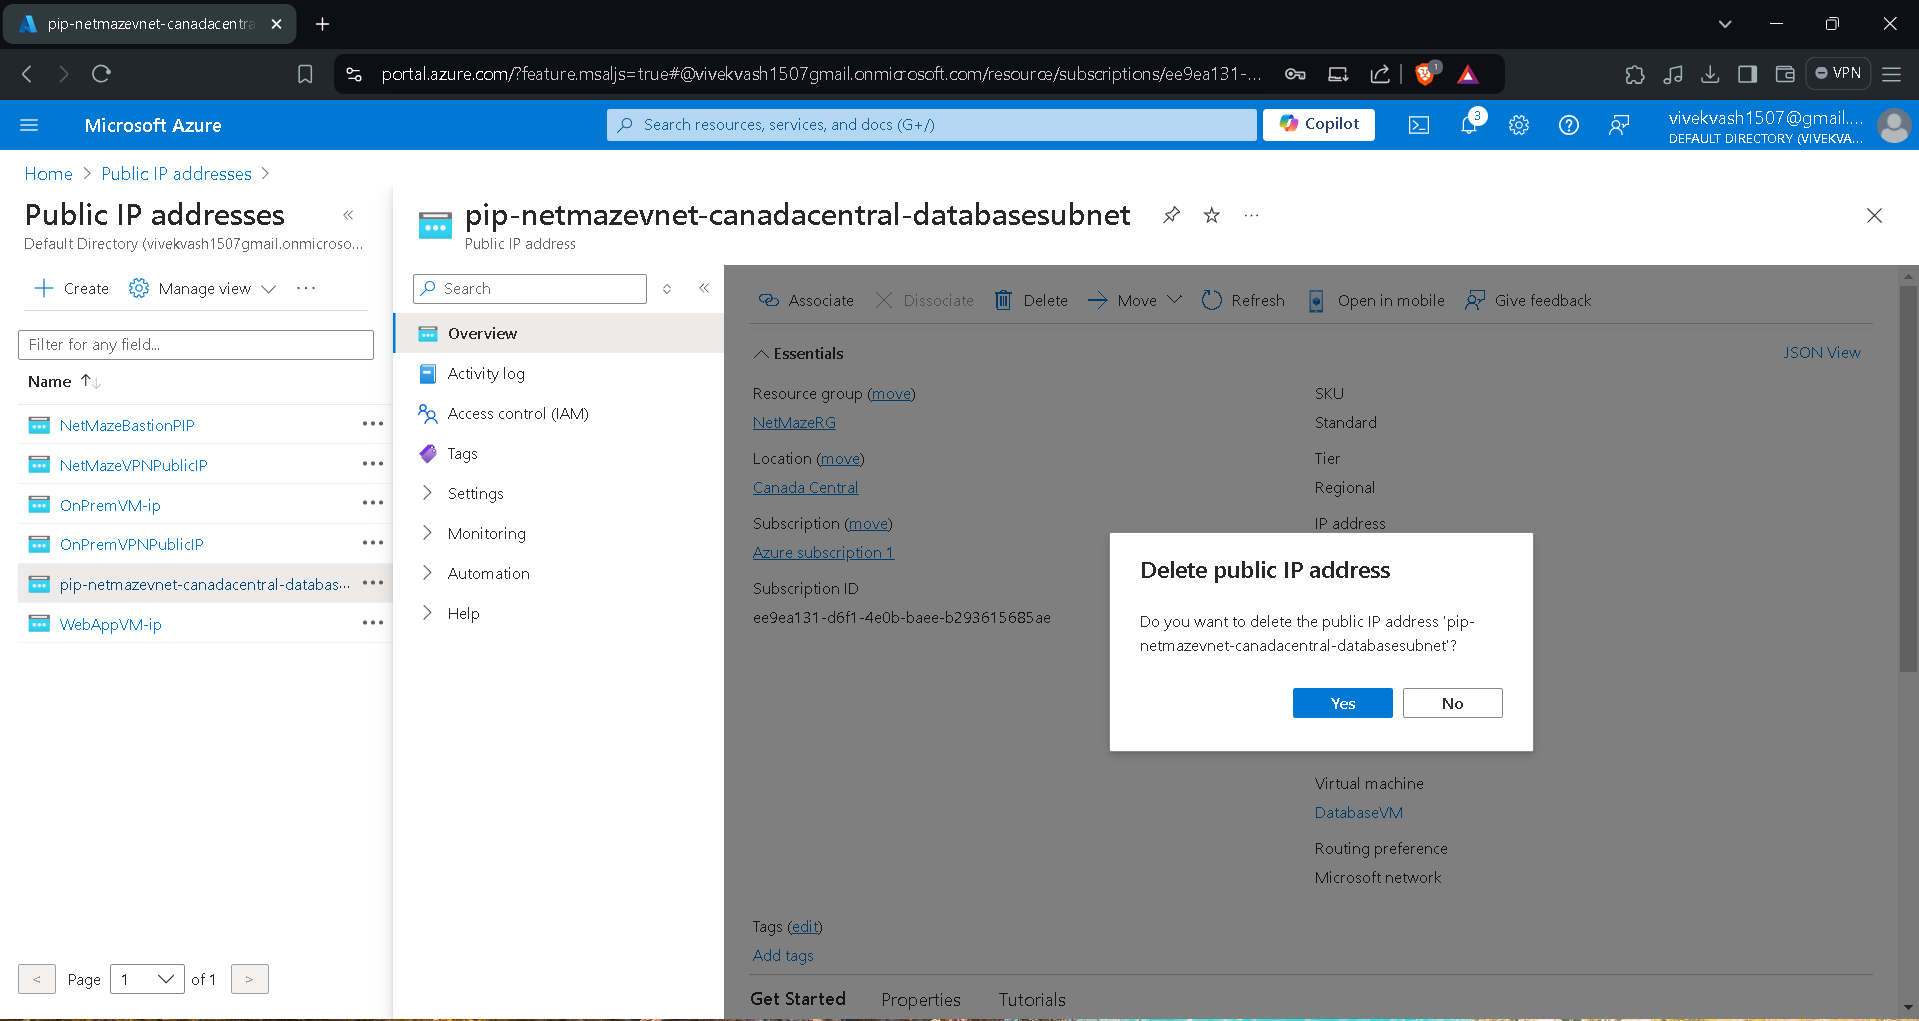 pip-netmazevnet-canadacentra
portal.azure.com/?feature.msaljs=true#@vivekvash1507gmail.onmicrosoft.com/resource/subscriptions/ee9ea131-...
1
VPN
Microsoft Azure
Search resources, services, and docs (G+/)
Copilot
3
vivekvash1507@gmail....
DEFAULT DIRECTORY (VIVEKVA...
Home > Public IP addresses >
Public IP addresses
Default Directory (vivekvash1507gmail.onmicroso...
Create
Manage view
Filter for any field...
Name
NetMazeBastionPIP
NetMazeVPNPublicIP
OnPremVM-ip
OnPremVPNPublicIP
pip-netmazevnet-canadacentral-databas...
WebAppVM-ip
< Page 1 of 1 >
pip-netmazevnet-canadacentral-databasesubnet
Public IP address
Search
Overview
Activity log
Access control (IAM)
Tags
Settings
Monitoring
Automation
Help
Associate
Dissociate
Delete
Move
Refresh
Open in mobile
Give feedback
Essentials
JSON View
Resource group (move)
NetMazeRG
Location (move)
Canada Central
Subscription (move)
Azure subscription 1
Subscription ID
ee9ea131-d6f1-4e0b-baee-b293615685ae
SKU
Standard
Tier
Regional
IP address
Delete public IP address
Do you want to delete the public IP address 'pip-
netmazevnet-canadacentral-databasesubnet'?
Yes
No
Virtual machine
DatabaseVM
Routing preference
Microsoft network
Tags (edit)
Add tags
Get Started
Properties
Tutorials